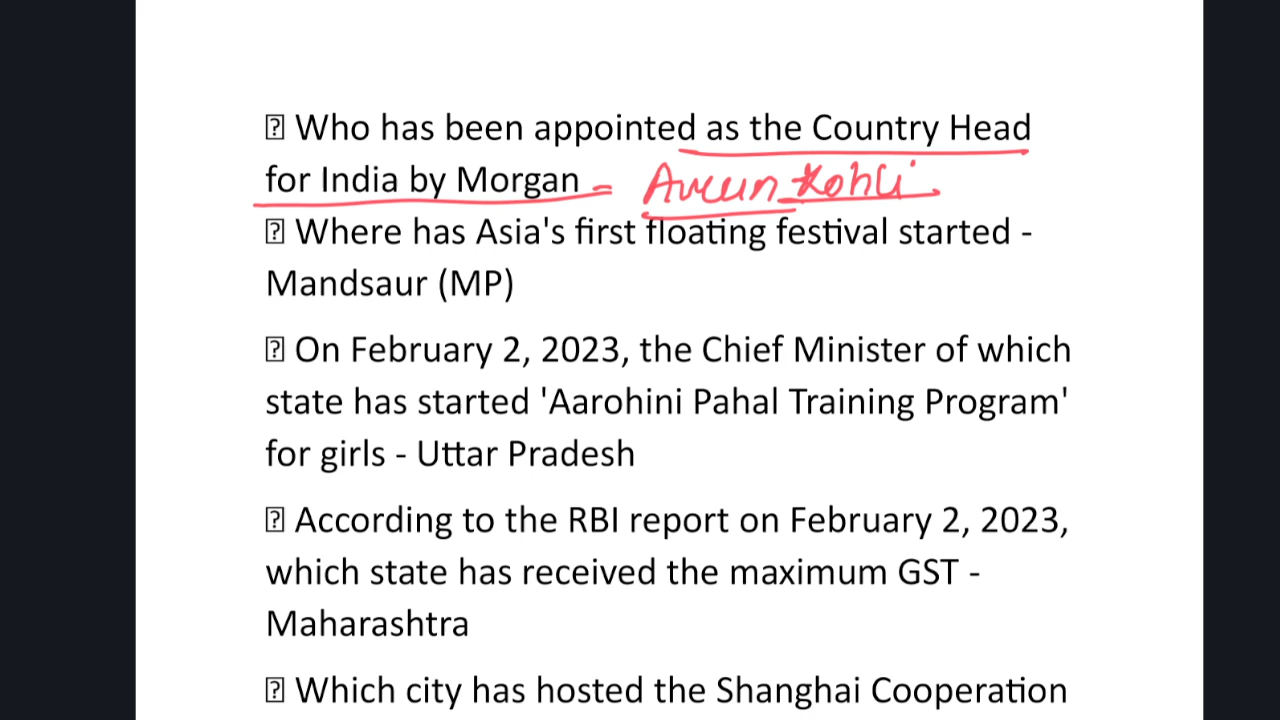 ⍰ Who has been appointed as the Country Head
for India by Morgan - Arun Kohli
⍰ Where has Asia's first floating festival started -
Mandsaur (MP)
⍰ On February 2, 2023, the Chief Minister of which
state has started 'Aarohini Pahal Training Program'
for girls - Uttar Pradesh
⍰ According to the RBI report on February 2, 2023,
which state has received the maximum GST -
Maharashtra
⍰ Which city has hosted the Shanghai Cooperation